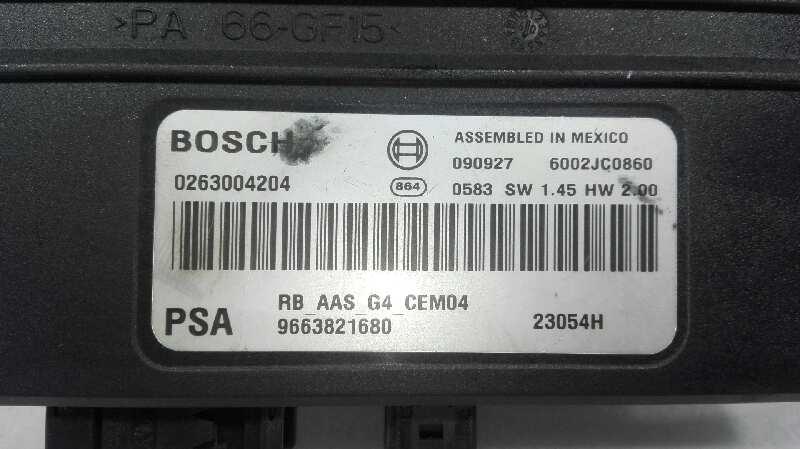 >PA 66-GF15<
BOSCH
ASSEMBLED IN MEXICO
090927 6002JC0860
0263004204
864
0583 SW 1.45 HW 2.00
RB_AAS_G4_CEM04
PSA
9663821680
23054H